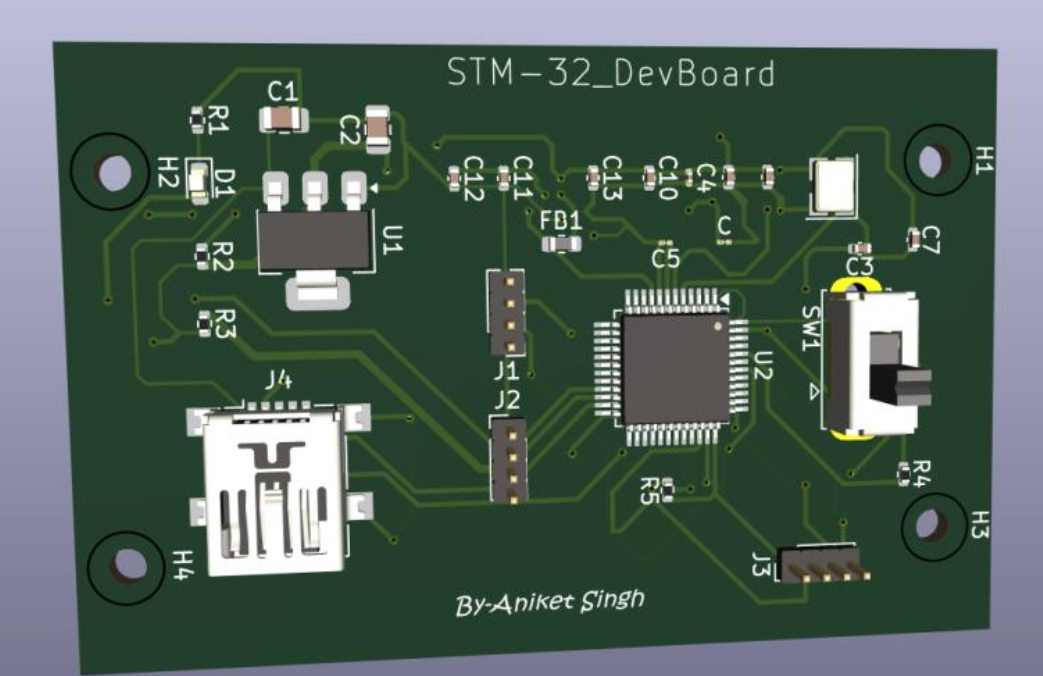 STM-32_DevBoard
C1
R1
C2
H1
H2
D1
C12
C11
C13
C10
C4
U1
FB1
C
C5
C7
R2
C3
R3
SW1
U2
J1
J4
J2
R4
R5
H3
J3
H4
By-Aniket Singh